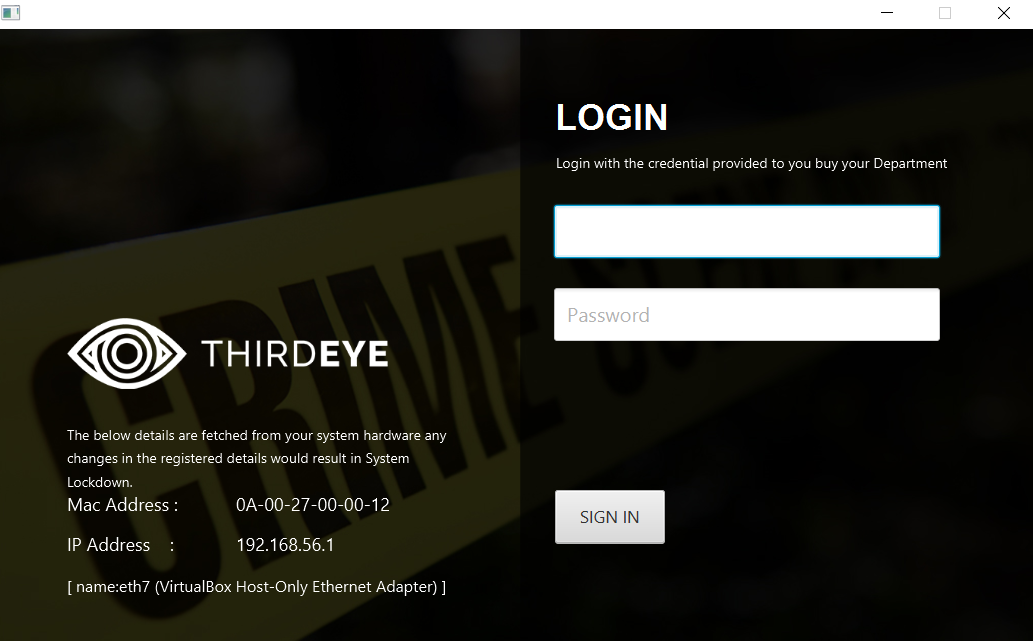 THIRDEYE
The below details are fetched from your system hardware any
changes in the registered details would result in System
Lockdown.
Mac Address : 0A-00-27-00-00-12
IP Address : 192.168.56.1
[ name:eth7 (VirtualBox Host-Only Ethernet Adapter) ]
LOGIN
Login with the credential provided to you buy your Department
Password
SIGN IN
CRIME